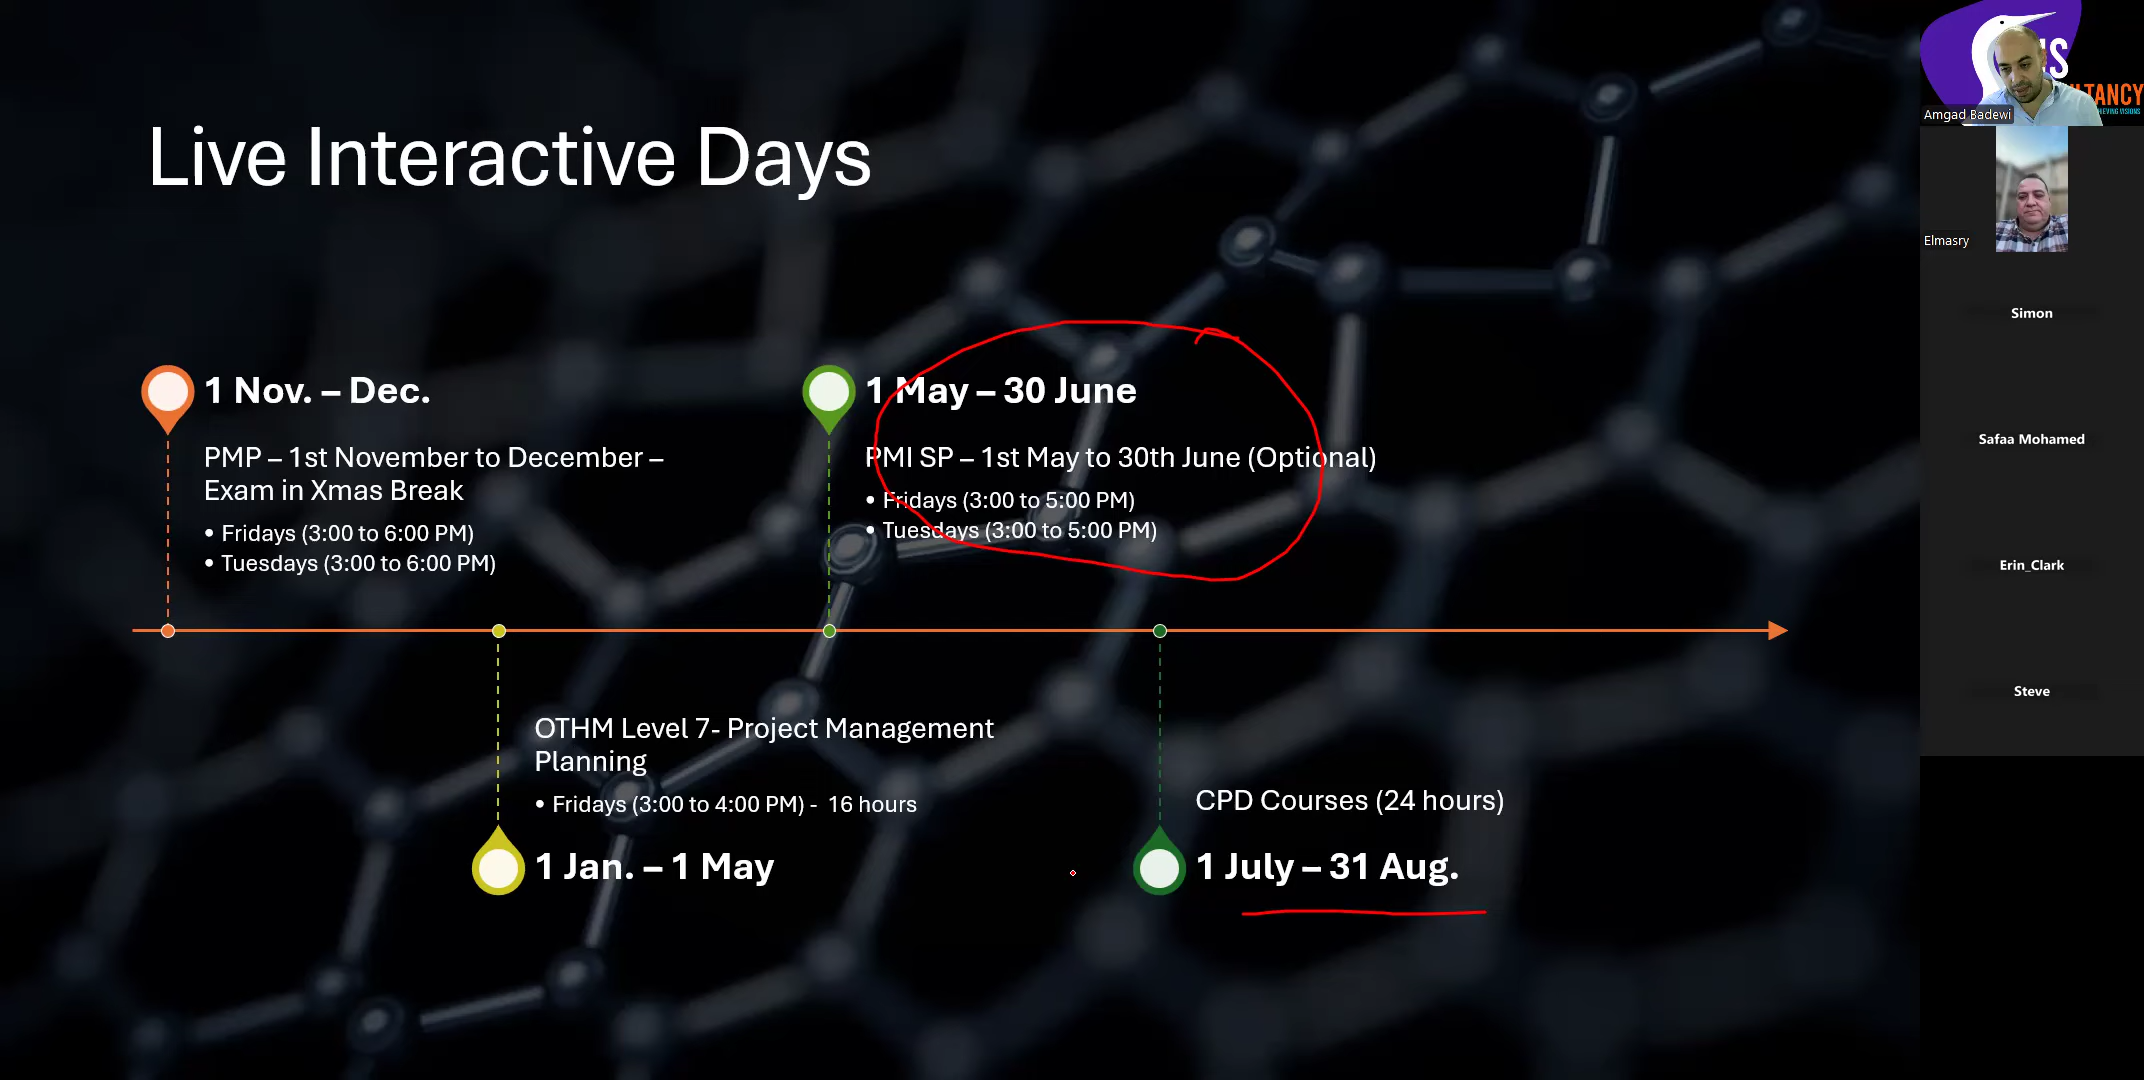 Live Interactive Days
1 Nov. – Dec.
PMP – 1st November to December –
Exam in Xmas Break
• Fridays (3:00 to 6:00 PM)
• Tuesdays (3:00 to 6:00 PM)
OTHM Level 7- Project Management
Planning
• Fridays (3:00 to 4:00 PM) - 16 hours
1 Jan. – 1 May
1 May – 30 June
PMI SP – 1st May to 30th June (Optional)
• Fridays (3:00 to 5:00 PM)
• Tuesdays (3:00 to 5:00 PM)
CPD Courses (24 hours)
1 July – 31 Aug.
Amgad Badewi
Elmasry
Simon
Safaa Mohamed
Erin_Clark
Steve